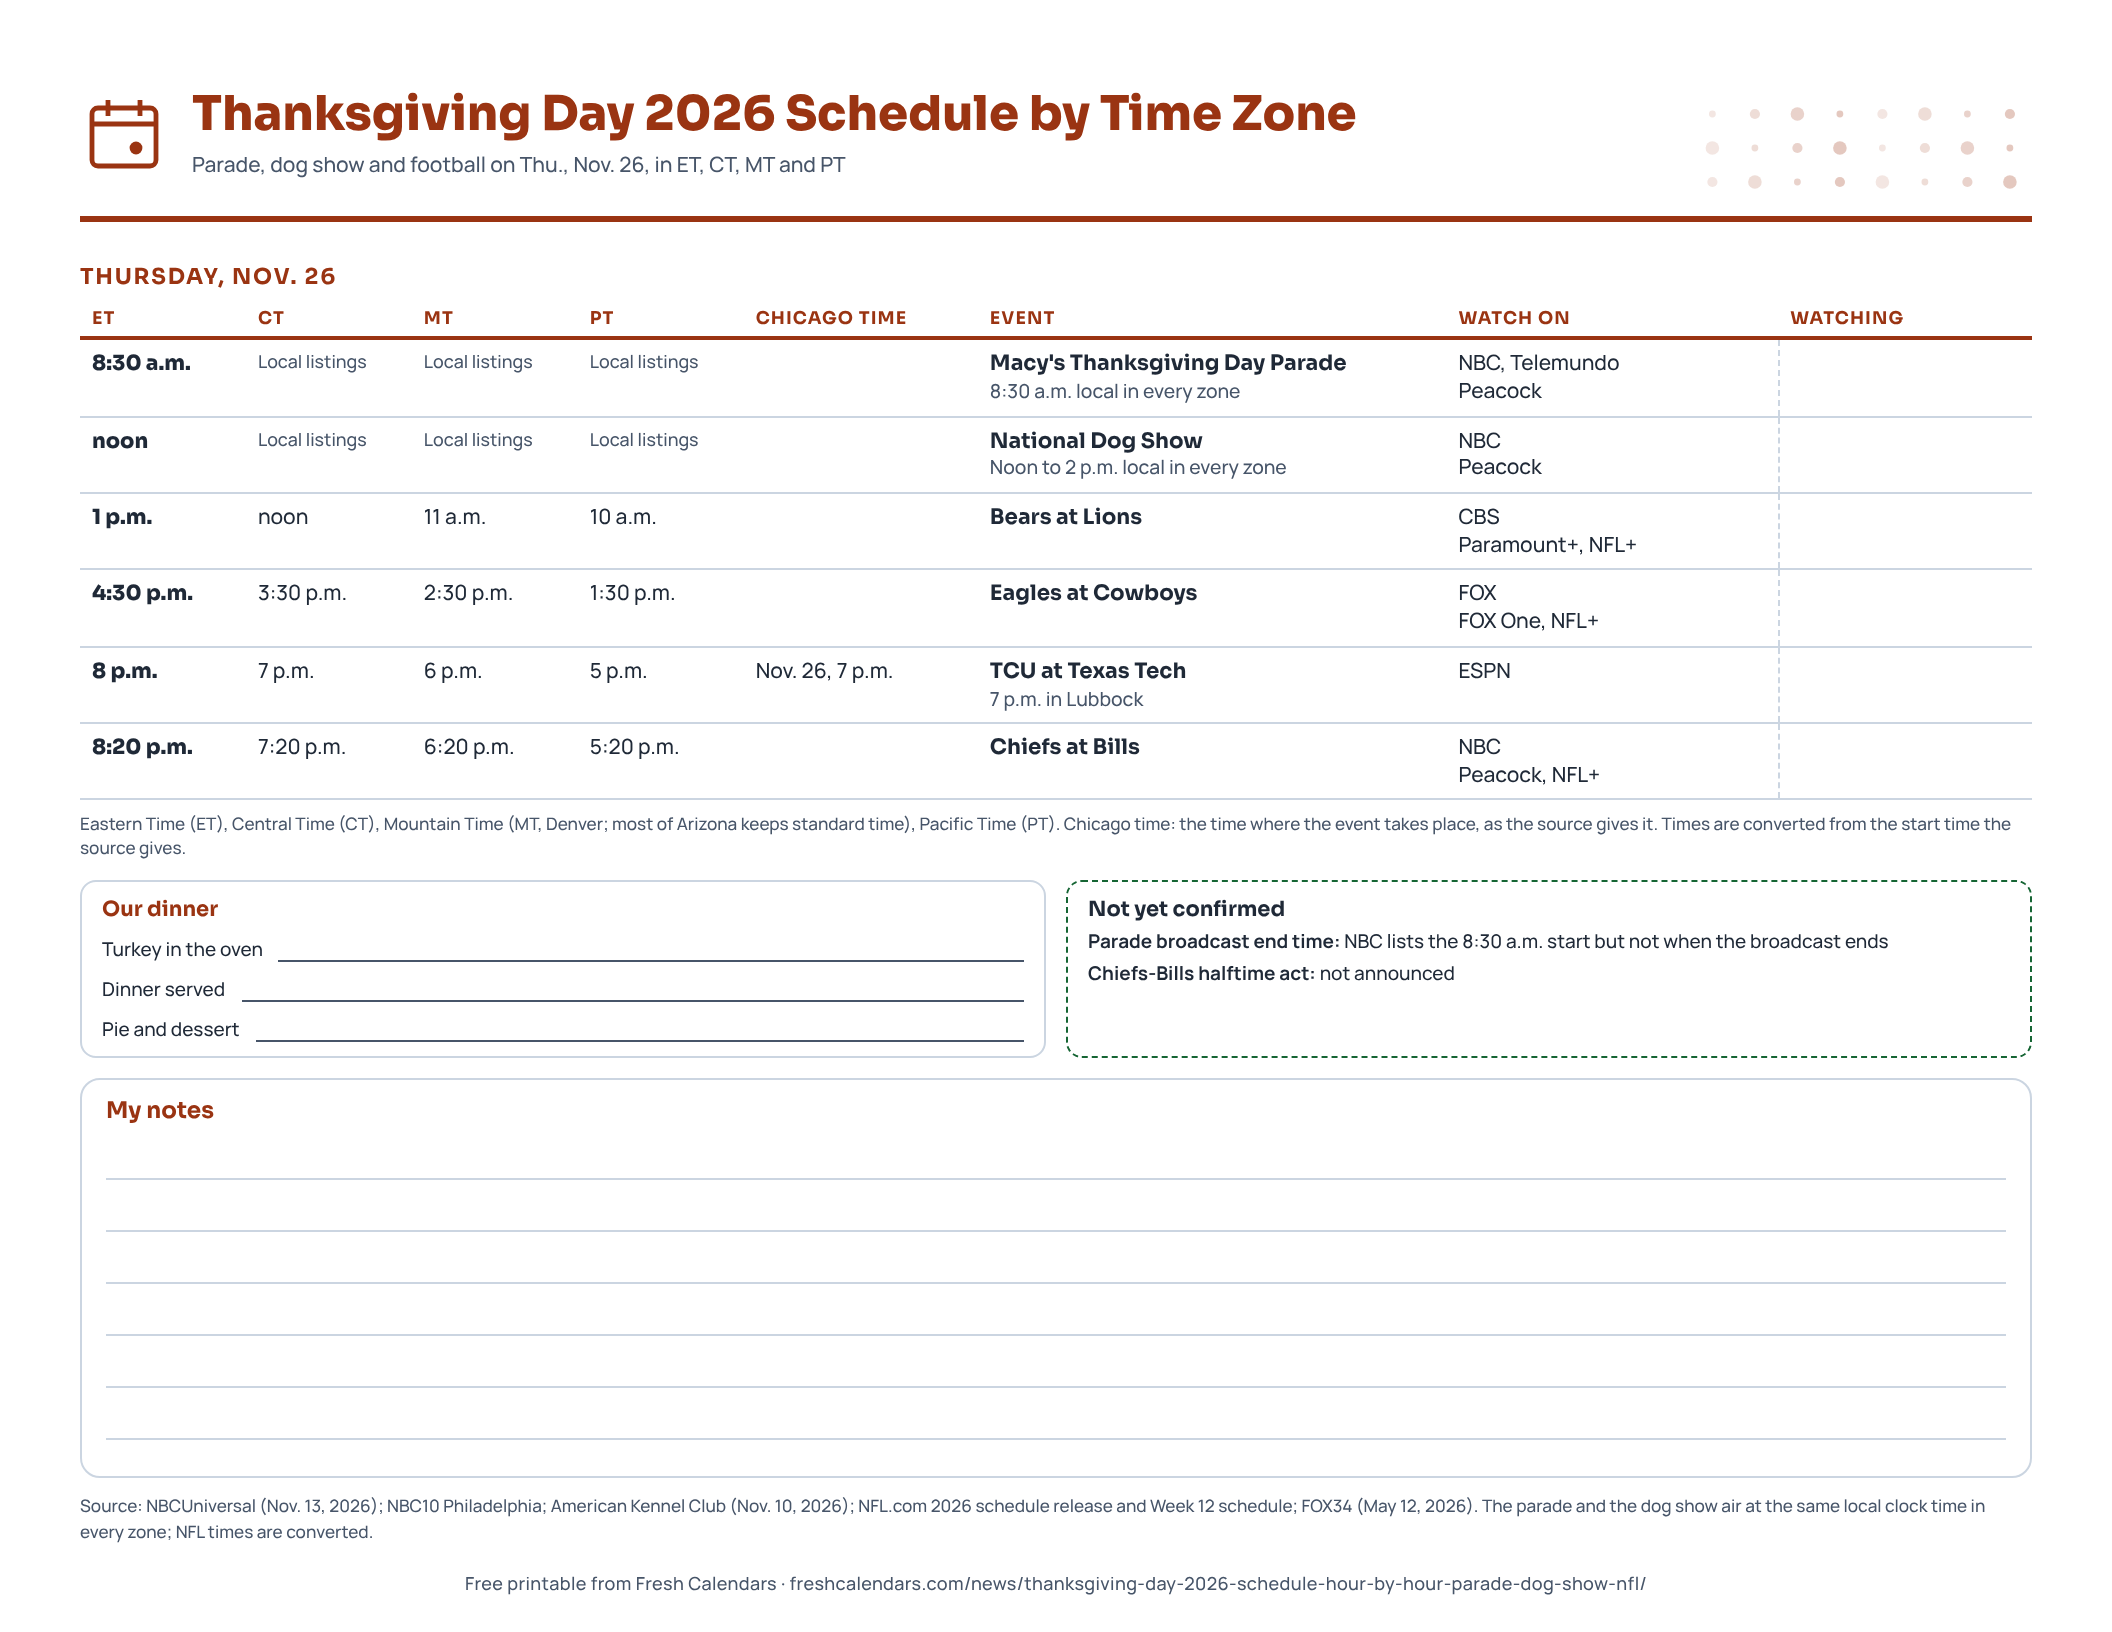 Thanksgiving Day 2026 Schedule by Time Zone
Parade, dog show and football on Thu., Nov. 26, in ET, CT, MT and PT
THURSDAY, NOV. 26
ET CT MT PT CHICAGO TIME EVENT WATCH ON WATCHING
8:30 a.m. Local listings Local listings Local listings Macy's Thanksgiving Day Parade NBC, Telemundo
8:30 a.m. local in every zone Peacock
noon Local listings Local listings Local listings National Dog Show NBC
Noon to 2 p.m. local in every zone Peacock
1 p.m. noon 11 a.m. 10 a.m. Bears at Lions CBS
Paramount+, NFL+
4:30 p.m. 3:30 p.m. 2:30 p.m. 1:30 p.m. Eagles at Cowboys FOX
FOX One, NFL+
8 p.m. 7 p.m. 6 p.m. 5 p.m. Nov. 26, 7 p.m. TCU at Texas Tech ESPN
7 p.m. in Lubbock
8:20 p.m. 7:20 p.m. 6:20 p.m. 5:20 p.m. Chiefs at Bills NBC
Peacock, NFL+
Eastern Time (ET), Central Time (CT), Mountain Time (MT, Denver; most of Arizona keeps standard time), Pacific Time (PT). Chicago time: the time where the event takes place, as the source gives it. Times are converted from the start time the
source gives.
Our dinner
Turkey in the oven
Dinner served
Pie and dessert
Not yet confirmed
Parade broadcast end time: NBC lists the 8:30 a.m. start but not when the broadcast ends
Chiefs-Bills halftime act: not announced
My notes
Source: NBCUniversal (Nov. 13, 2026); NBC10 Philadelphia; American Kennel Club (Nov. 10, 2026); NFL.com 2026 schedule release and Week 12 schedule; FOX34 (May 12, 2026). The parade and the dog show air at the same local clock time in
every zone; NFL times are converted.
Free printable from Fresh Calendars · freshcalendars.com/news/thanksgiving-day-2026-schedule-hour-by-hour-parade-dog-show-nfl/